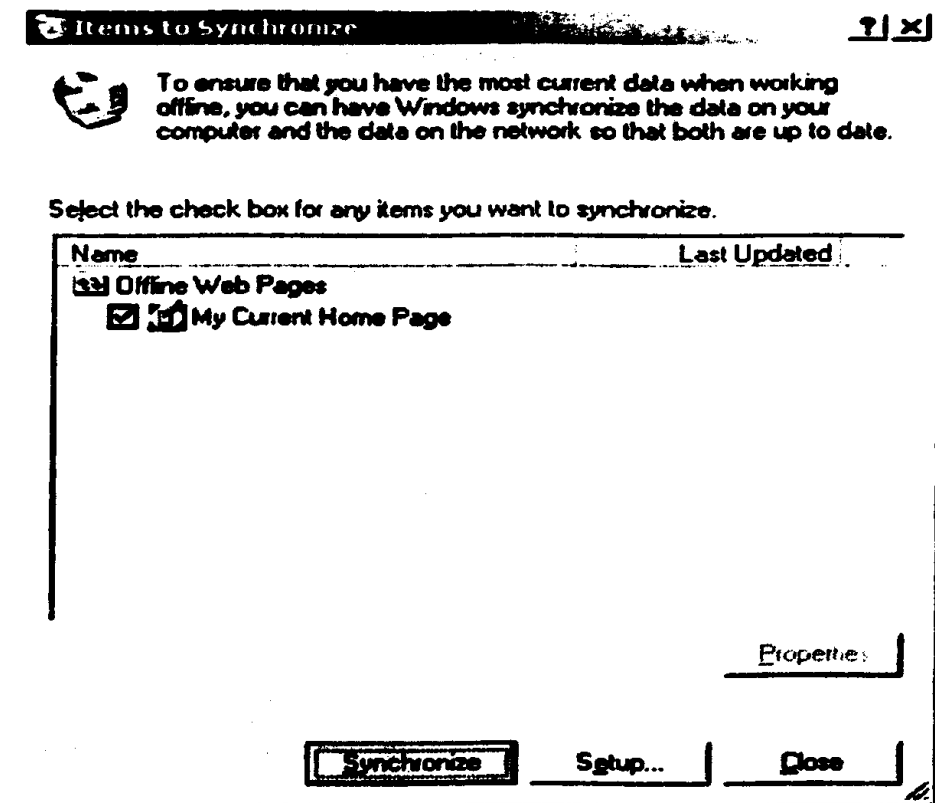 Items to Synchronize
To ensure that you have the most current data when working
offline, you can have Windows synchronize the data on your
computer and the data on the network so that both are up to date.
Select the check box for any items you want to synchronize.
Name Last Updated
Offline Web Pages
My Current Home Page
Properties
Synchronize Setup... Close